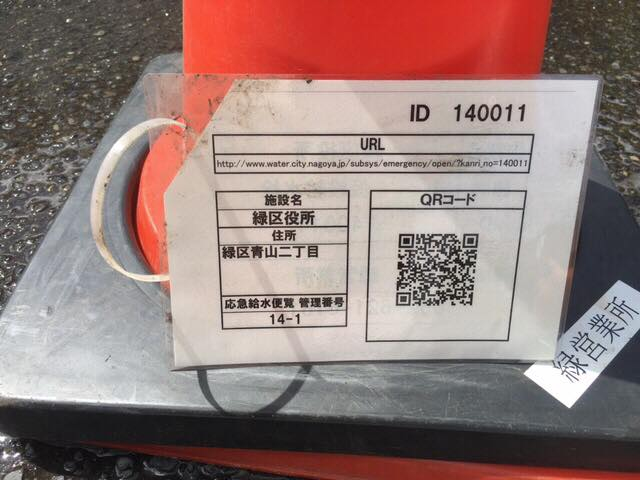 ID 140011
URL
http://www.water.city.nagoya.jp/subsys/emergency/open/?kanri_no=140011
施設名
緑区役所
住所
緑区青山二丁目
応急給水便覧 管理番号
14-1
QRコード
緑営業所